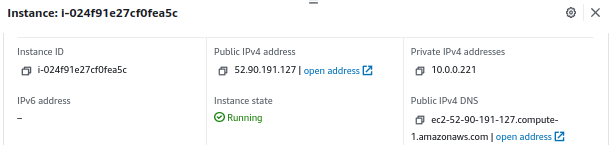 Instance: i-024f91e27cf0fea5c
Instance ID
i-024f91e27cf0fea5c
Public IPv4 address
52.90.191.127 | open address
Private IPv4 addresses
10.0.0.221
IPv6 address
–
Instance state
Running
Public IPv4 DNS
ec2-52-90-191-127.compute-
1.amazonaws.com | open address